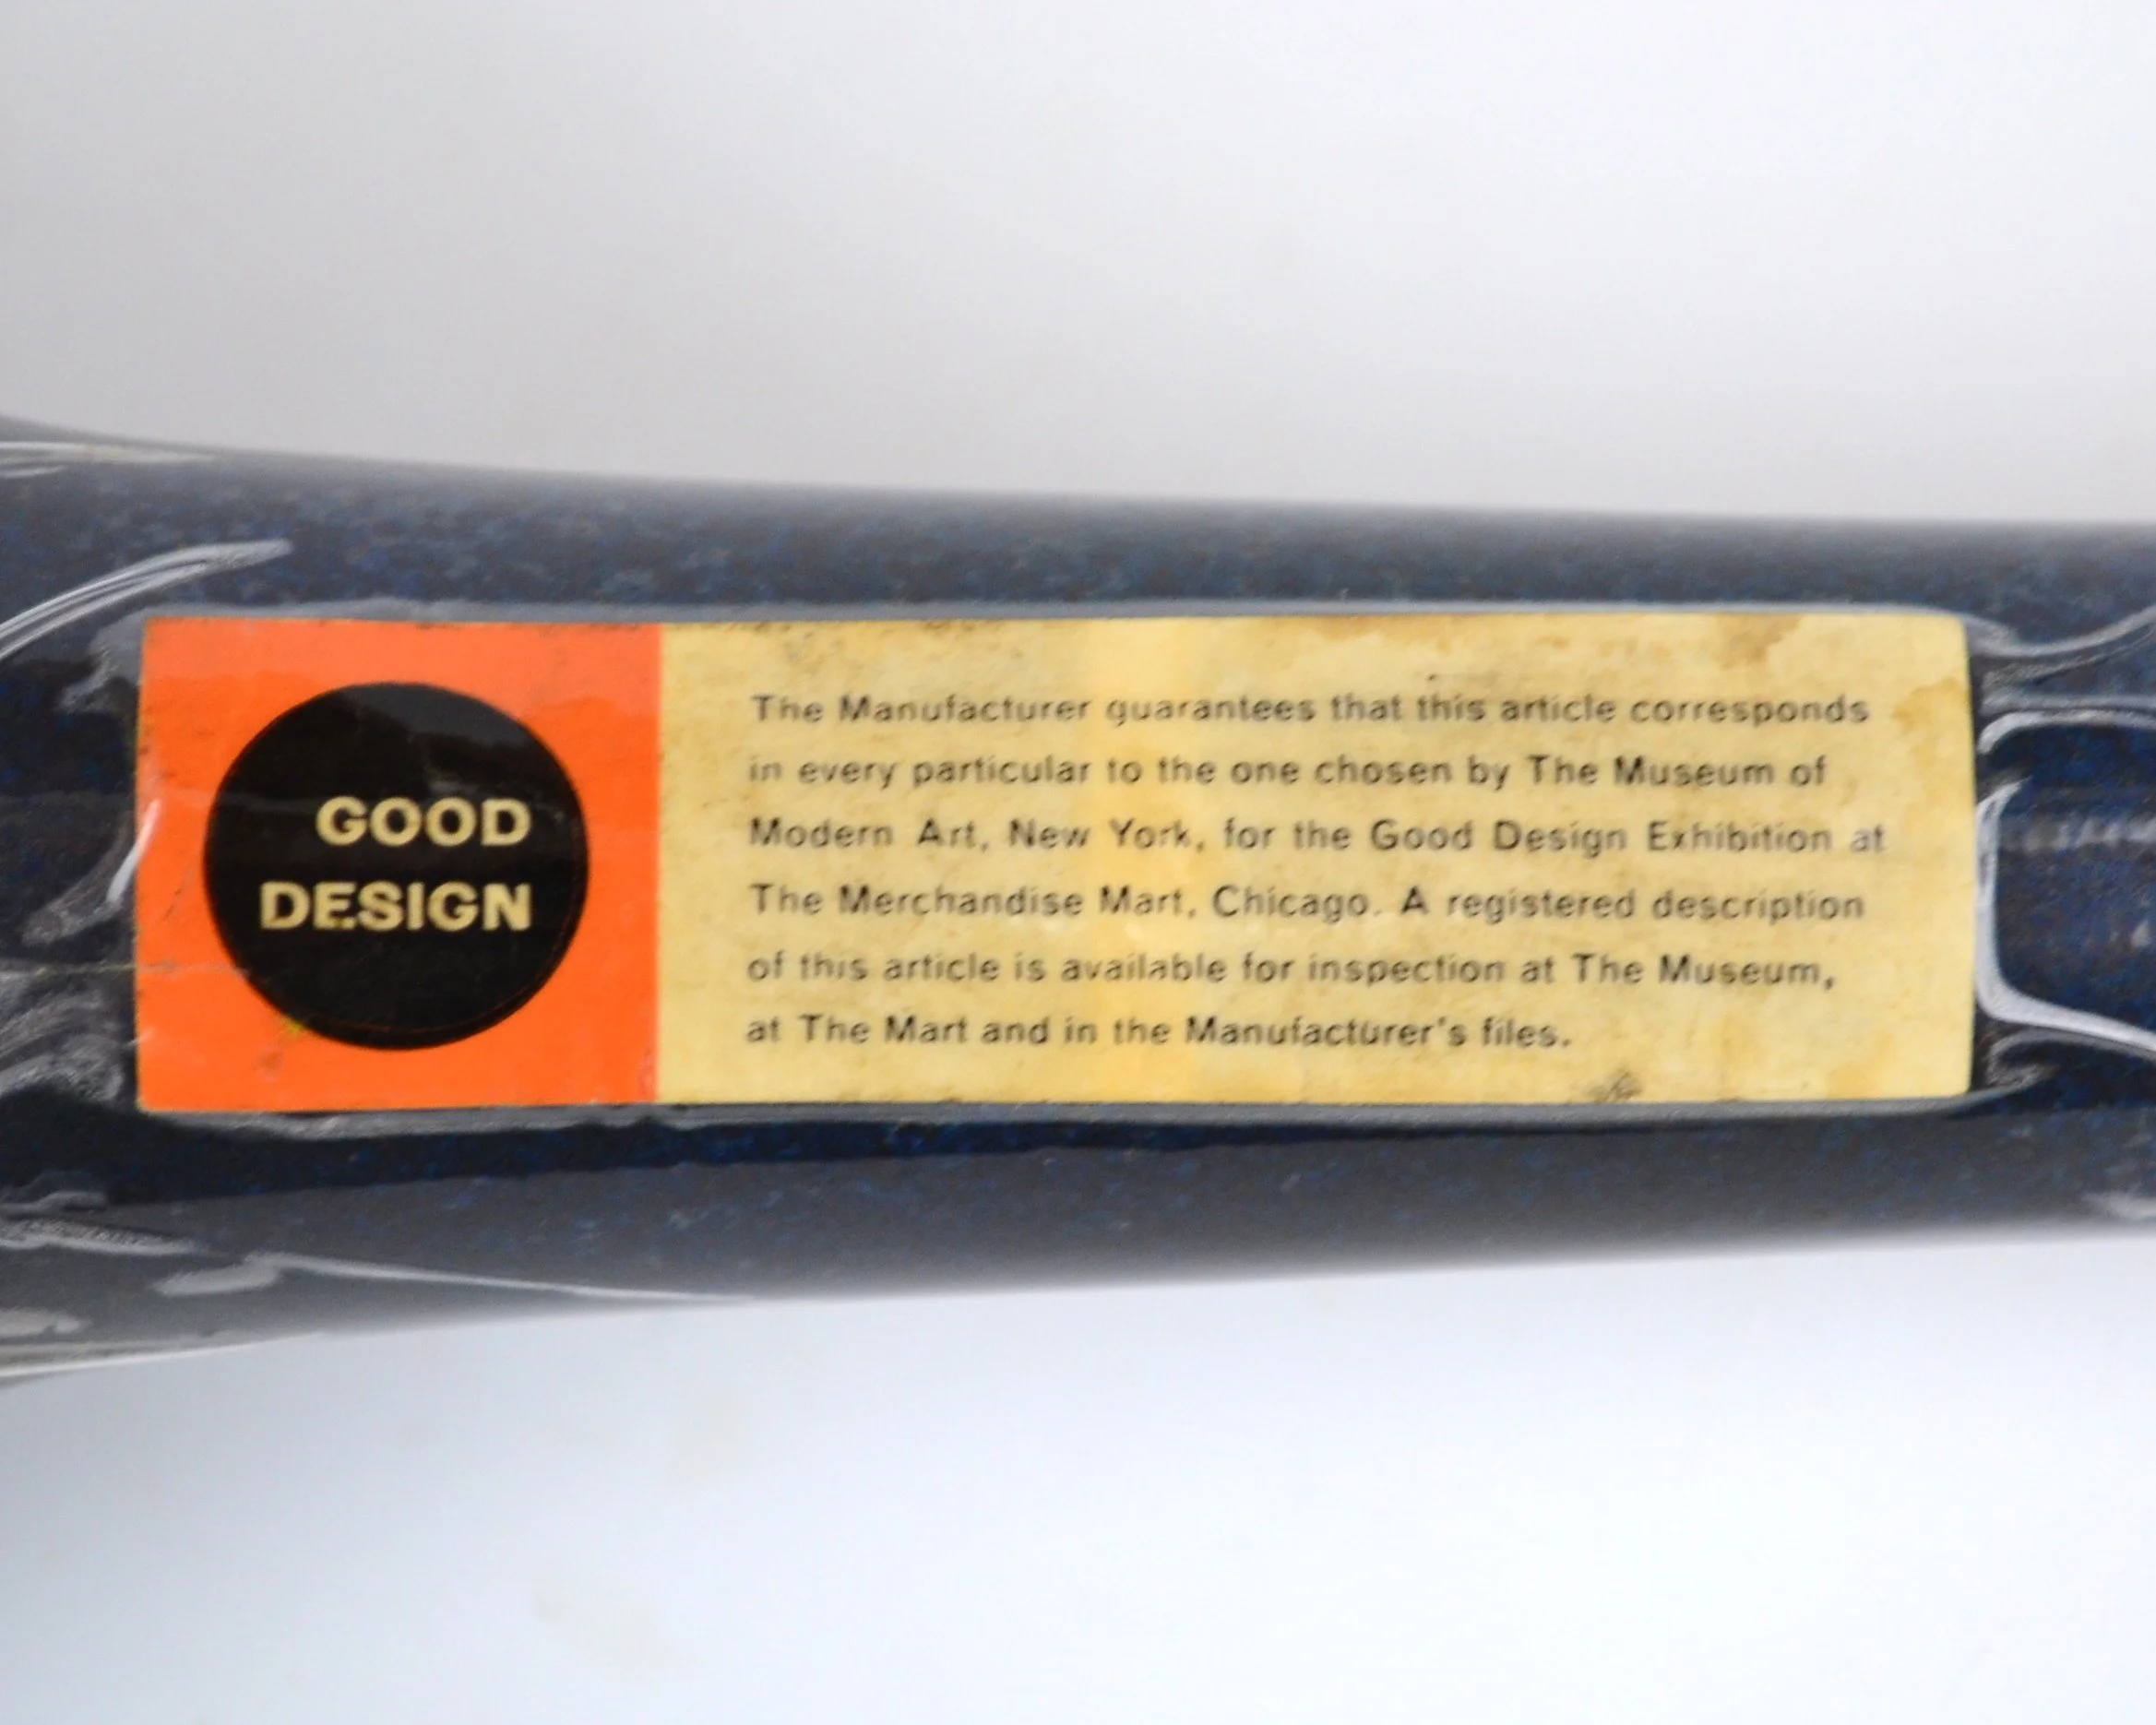 GOOD
DESIGN
The Manufacturer guarantees that this article corresponds
in every particular to the one chosen by The Museum of
Modern Art, New York, for the Good Design Exhibition at
The Merchandise Mart, Chicago. A registered description
of this article is available for inspection at The Museum,
at The Mart and in the Manufacturer's files.